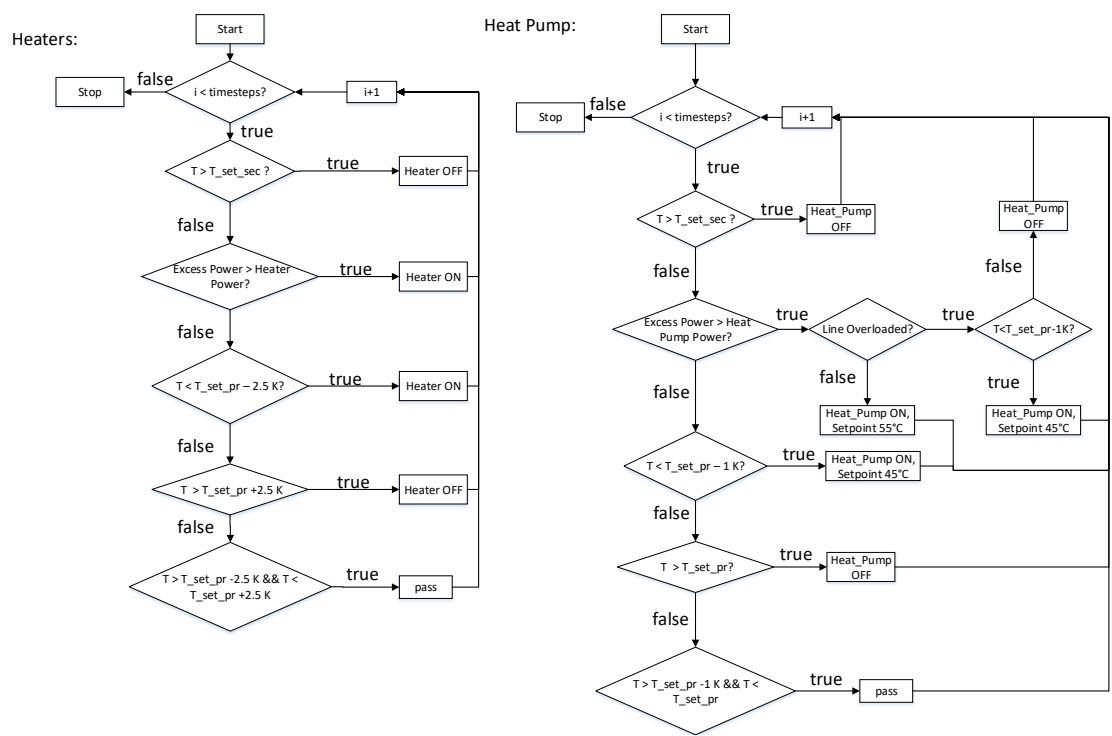 Heaters:
Start
i < timesteps?
false
Stop
i+1
true
T > T_set_sec ?
true
Heater OFF
false
Excess Power > Heater
Power?
true
Heater ON
false
T < T_set_pr – 2.5 K?
true
Heater ON
false
T > T_set_pr +2.5 K
true
Heater OFF
false
T > T_set_pr -2.5 K && T <
T_set_pr +2.5 K
true
pass
Heat Pump:
Start
i < timesteps?
false
Stop
i+1
true
T > T_set_sec ?
true
Heat_Pump
OFF
false
Excess Power > Heat
Pump Power?
true
Line Overloaded?
true
T<T_set_pr-1K?
false
Heat_Pump
OFF
false
Heat_Pump ON,
Setpoint 55°C
true
Heat_Pump ON,
Setpoint 45°C
false
T < T_set_pr – 1 K?
true
Heat_Pump ON,
Setpoint 45°C
false
T > T_set_pr?
true
Heat_Pump
OFF
false
T > T_set_pr -1 K && T <
T_set_pr
true
pass